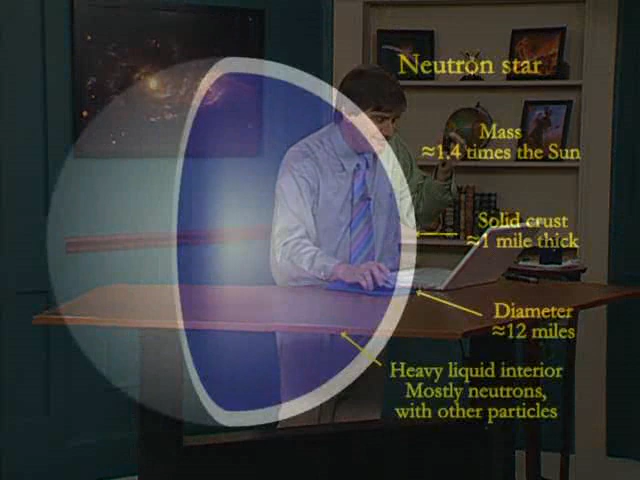 Neutron star
Mass
≈1.4 times the Sun
Solid crust
≈1 mile thick
Diameter
≈12 miles
Heavy liquid interior
Mostly neutrons,
with other particles